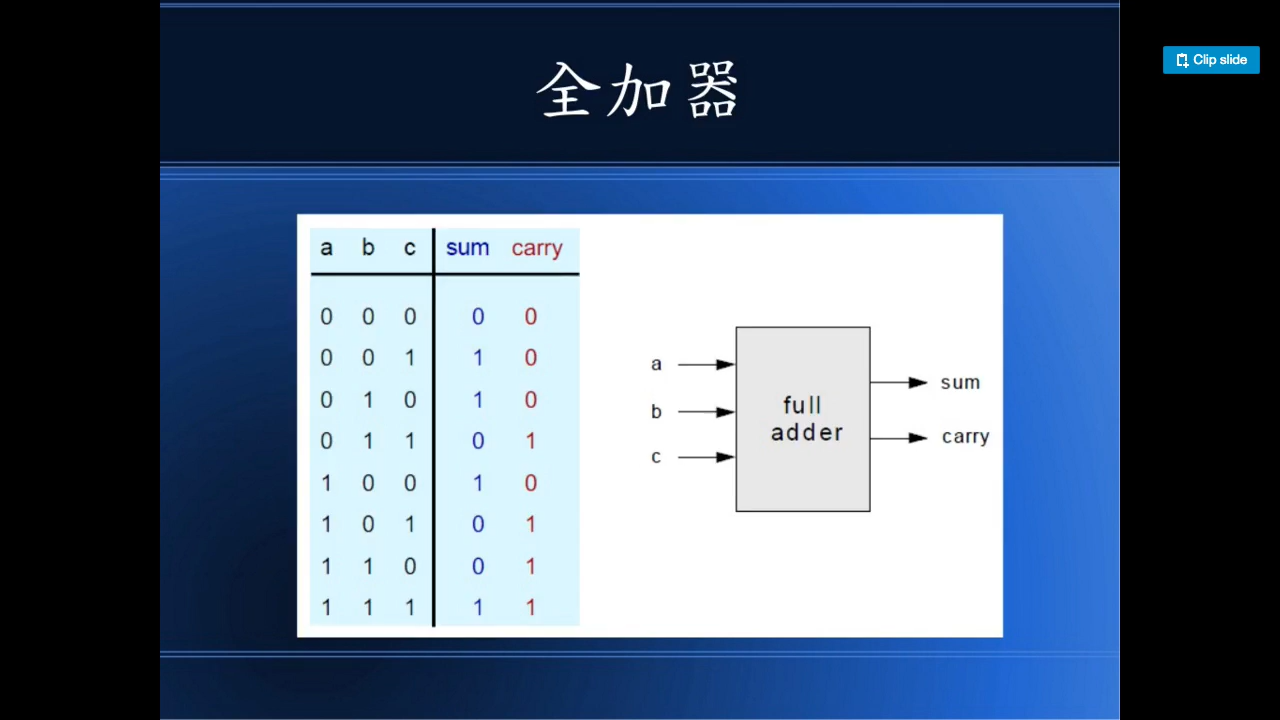 Clip slide
全加器
a b c sum carry
0 0 0 0 0
0 0 1 1 0
0 1 0 1 0
0 1 1 0 1
1 0 0 1 0
1 0 1 0 1
1 1 0 0 1
1 1 1 1 1
a
b
c
full
adder
sum
carry